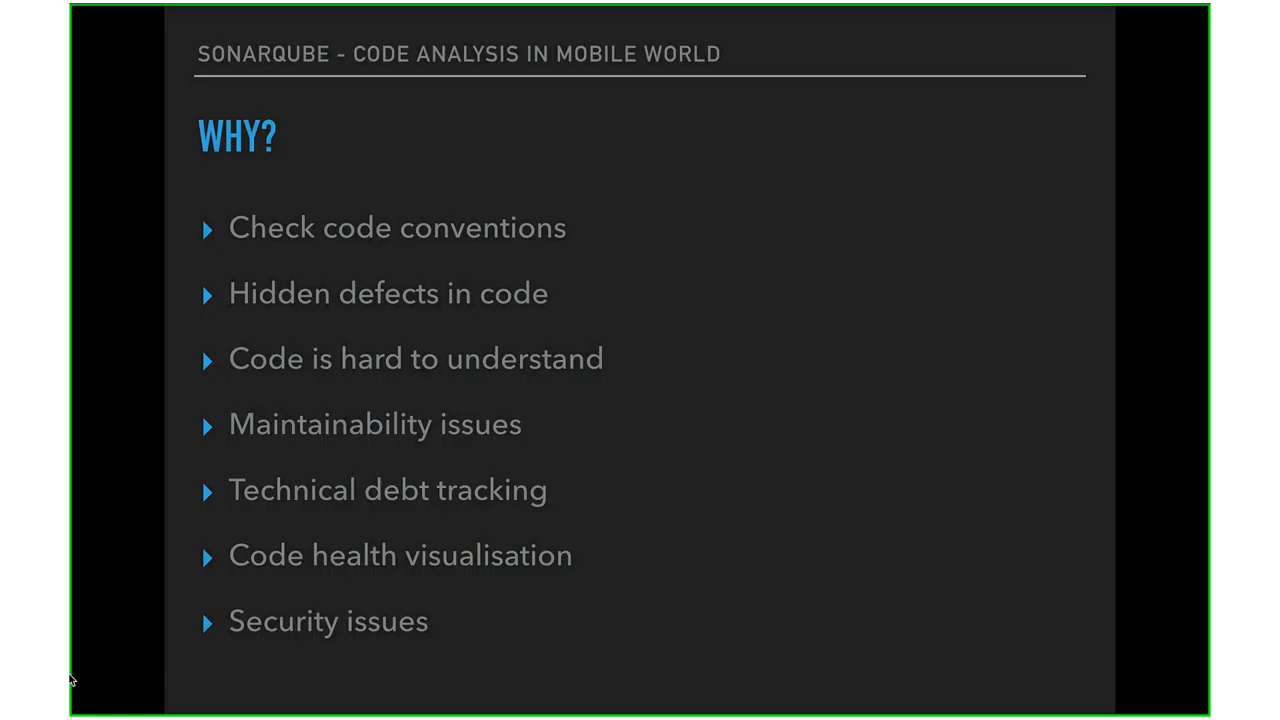 SONARQUBE - CODE ANALYSIS IN MOBILE WORLD
WHY?
Check code conventions
Hidden defects in code
Code is hard to understand
Maintainability issues
Technical debt tracking
Code health visualisation
Security issues